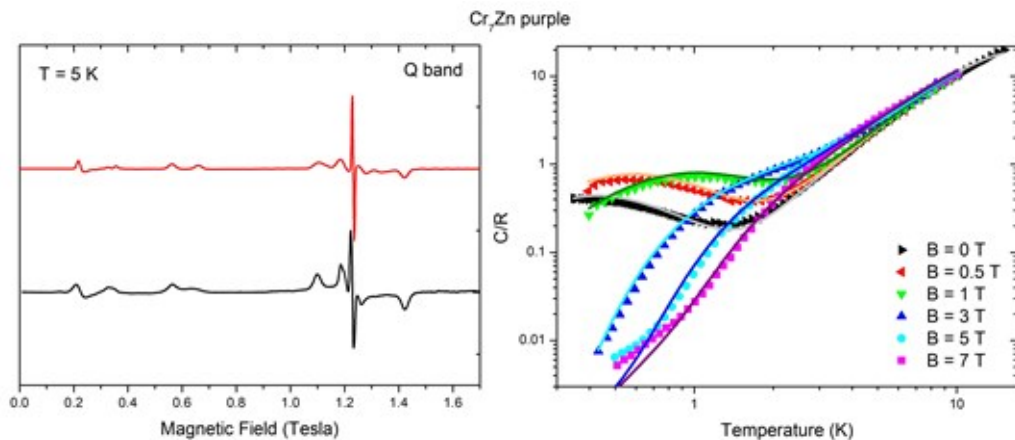 Cr₇Zn purple
T = 5 K
Q band
0.0 0.2 0.4 0.6 0.8 1.0 1.2 1.4 1.6
Magnetic Field (Tesla)
10
1
0.1
0.01
C/R
B = 0 T
B = 0.5 T
B = 1 T
B = 3 T
B = 5 T
B = 7 T
1 10
Temperature (K)